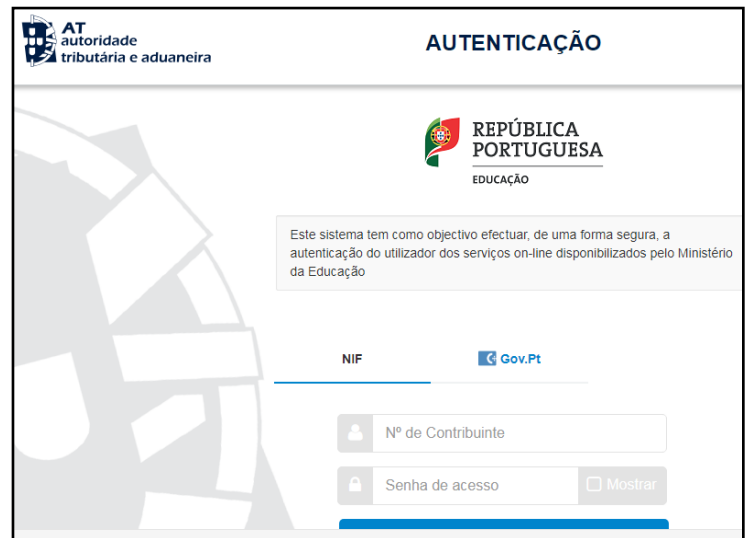 AT
autoridade
tributária e aduaneira
AUTENTICAÇÃO
REPÚBLICA
PORTUGUESA
EDUCAÇÃO
Este sistema tem como objectivo efectuar, de uma forma segura, a
autenticação do utilizador dos serviços on-line disponibilizados pelo Ministério
da Educação
NIF
Gov.Pt
Nº de Contribuinte
Senha de acesso
Mostrar